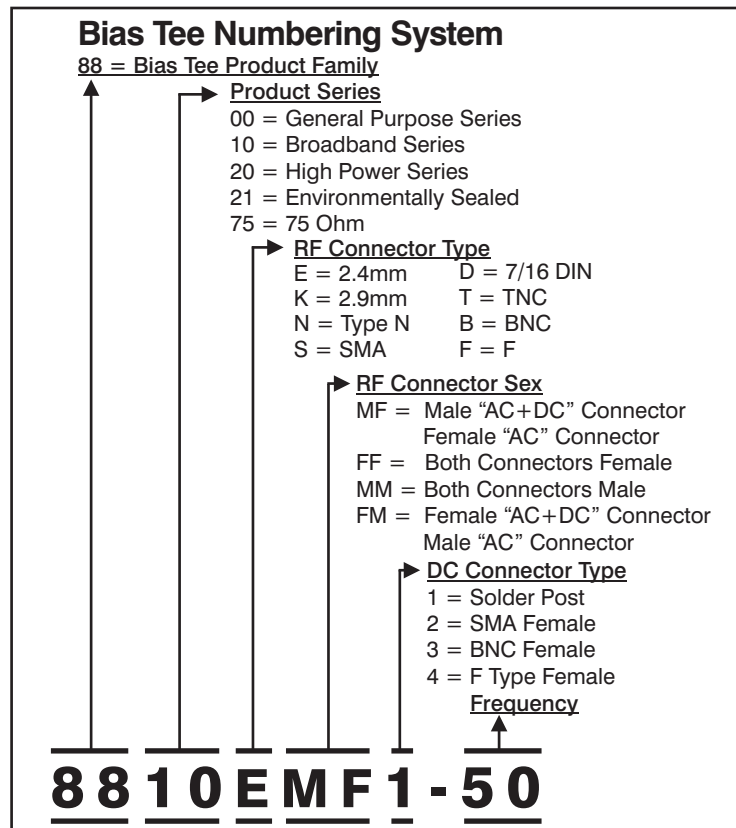 Bias Tee Numbering System
88 = Bias Tee Product Family
Product Series
00 = General Purpose Series
10 = Broadband Series
20 = High Power Series
21 = Environmentally Sealed
75 = 75 Ohm
RF Connector Type
E = 2.4mm D = 7/16 DIN
K = 2.9mm T = TNC
N = Type N B = BNC
S = SMA F = F
RF Connector Sex
MF = Male “AC+DC” Connector
Female “AC” Connector
FF = Both Connectors Female
MM = Both Connectors Male
FM = Female “AC+DC” Connector
Male “AC” Connector
DC Connector Type
1 = Solder Post
2 = SMA Female
3 = BNC Female
4 = F Type Female
Frequency
8810EMF1-50